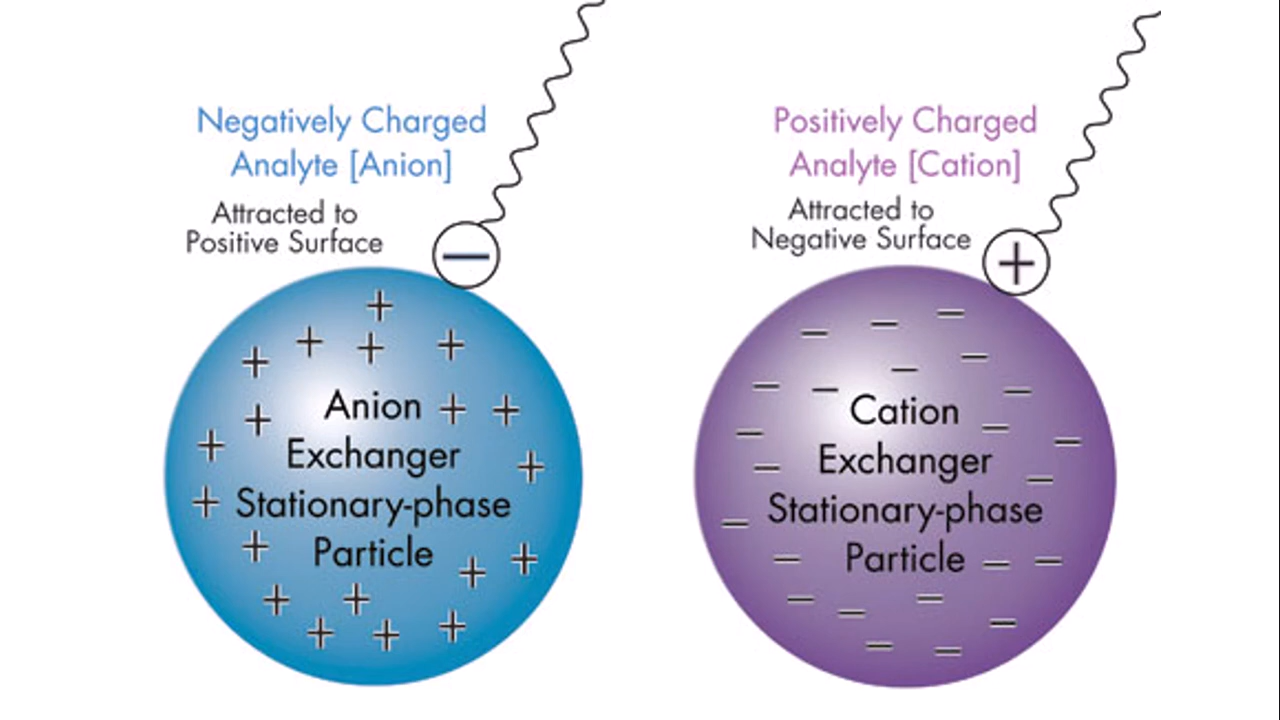 Negatively Charged
Analyte [Anion]
Attracted to
Positive Surface
Anion
Exchanger
Stationary-phase
Particle
Positively Charged
Analyte [Cation]
Attracted to
Negative Surface
Cation
Exchanger
Stationary-phase
Particle